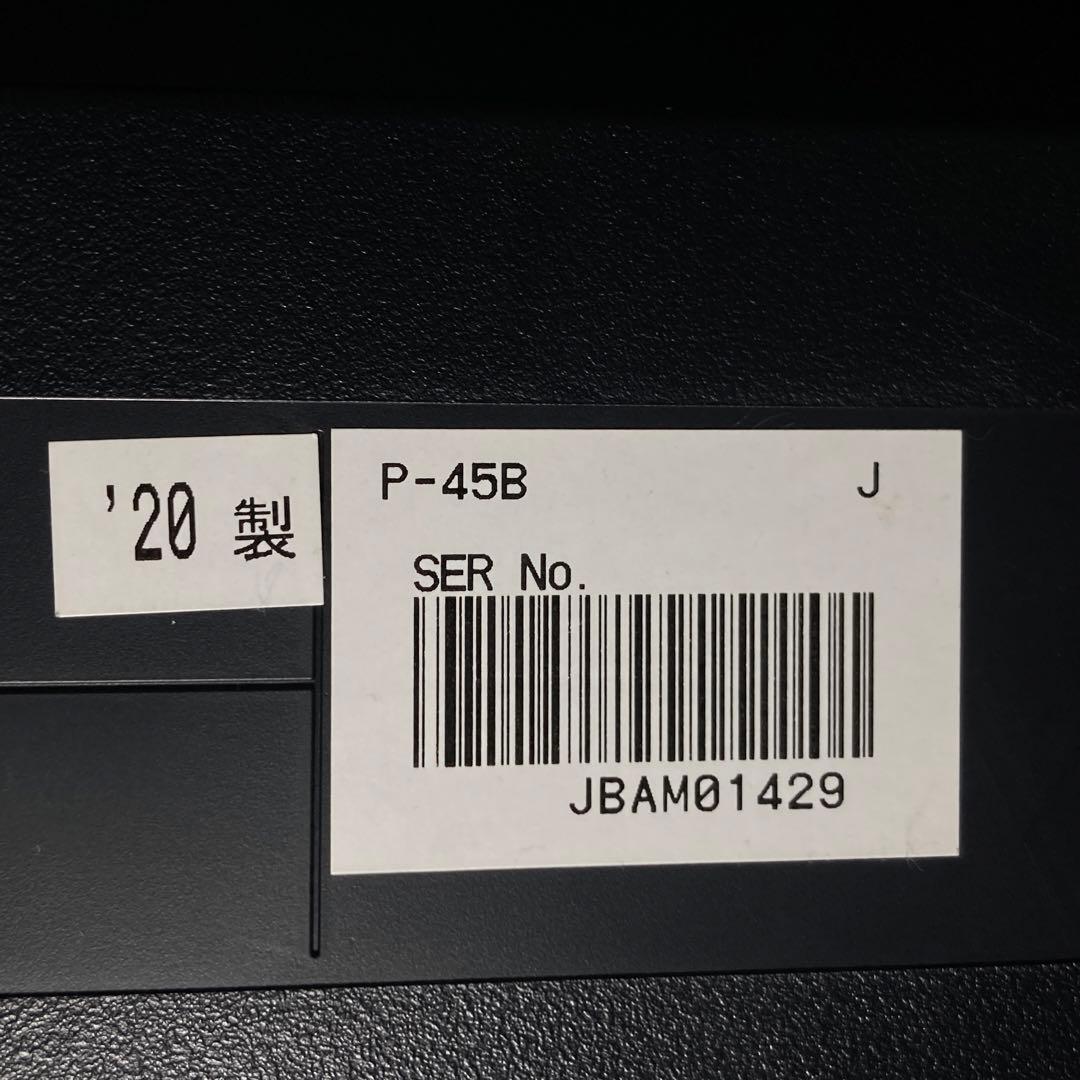 '20 製
P-45B J
SER No.
JBAM01429